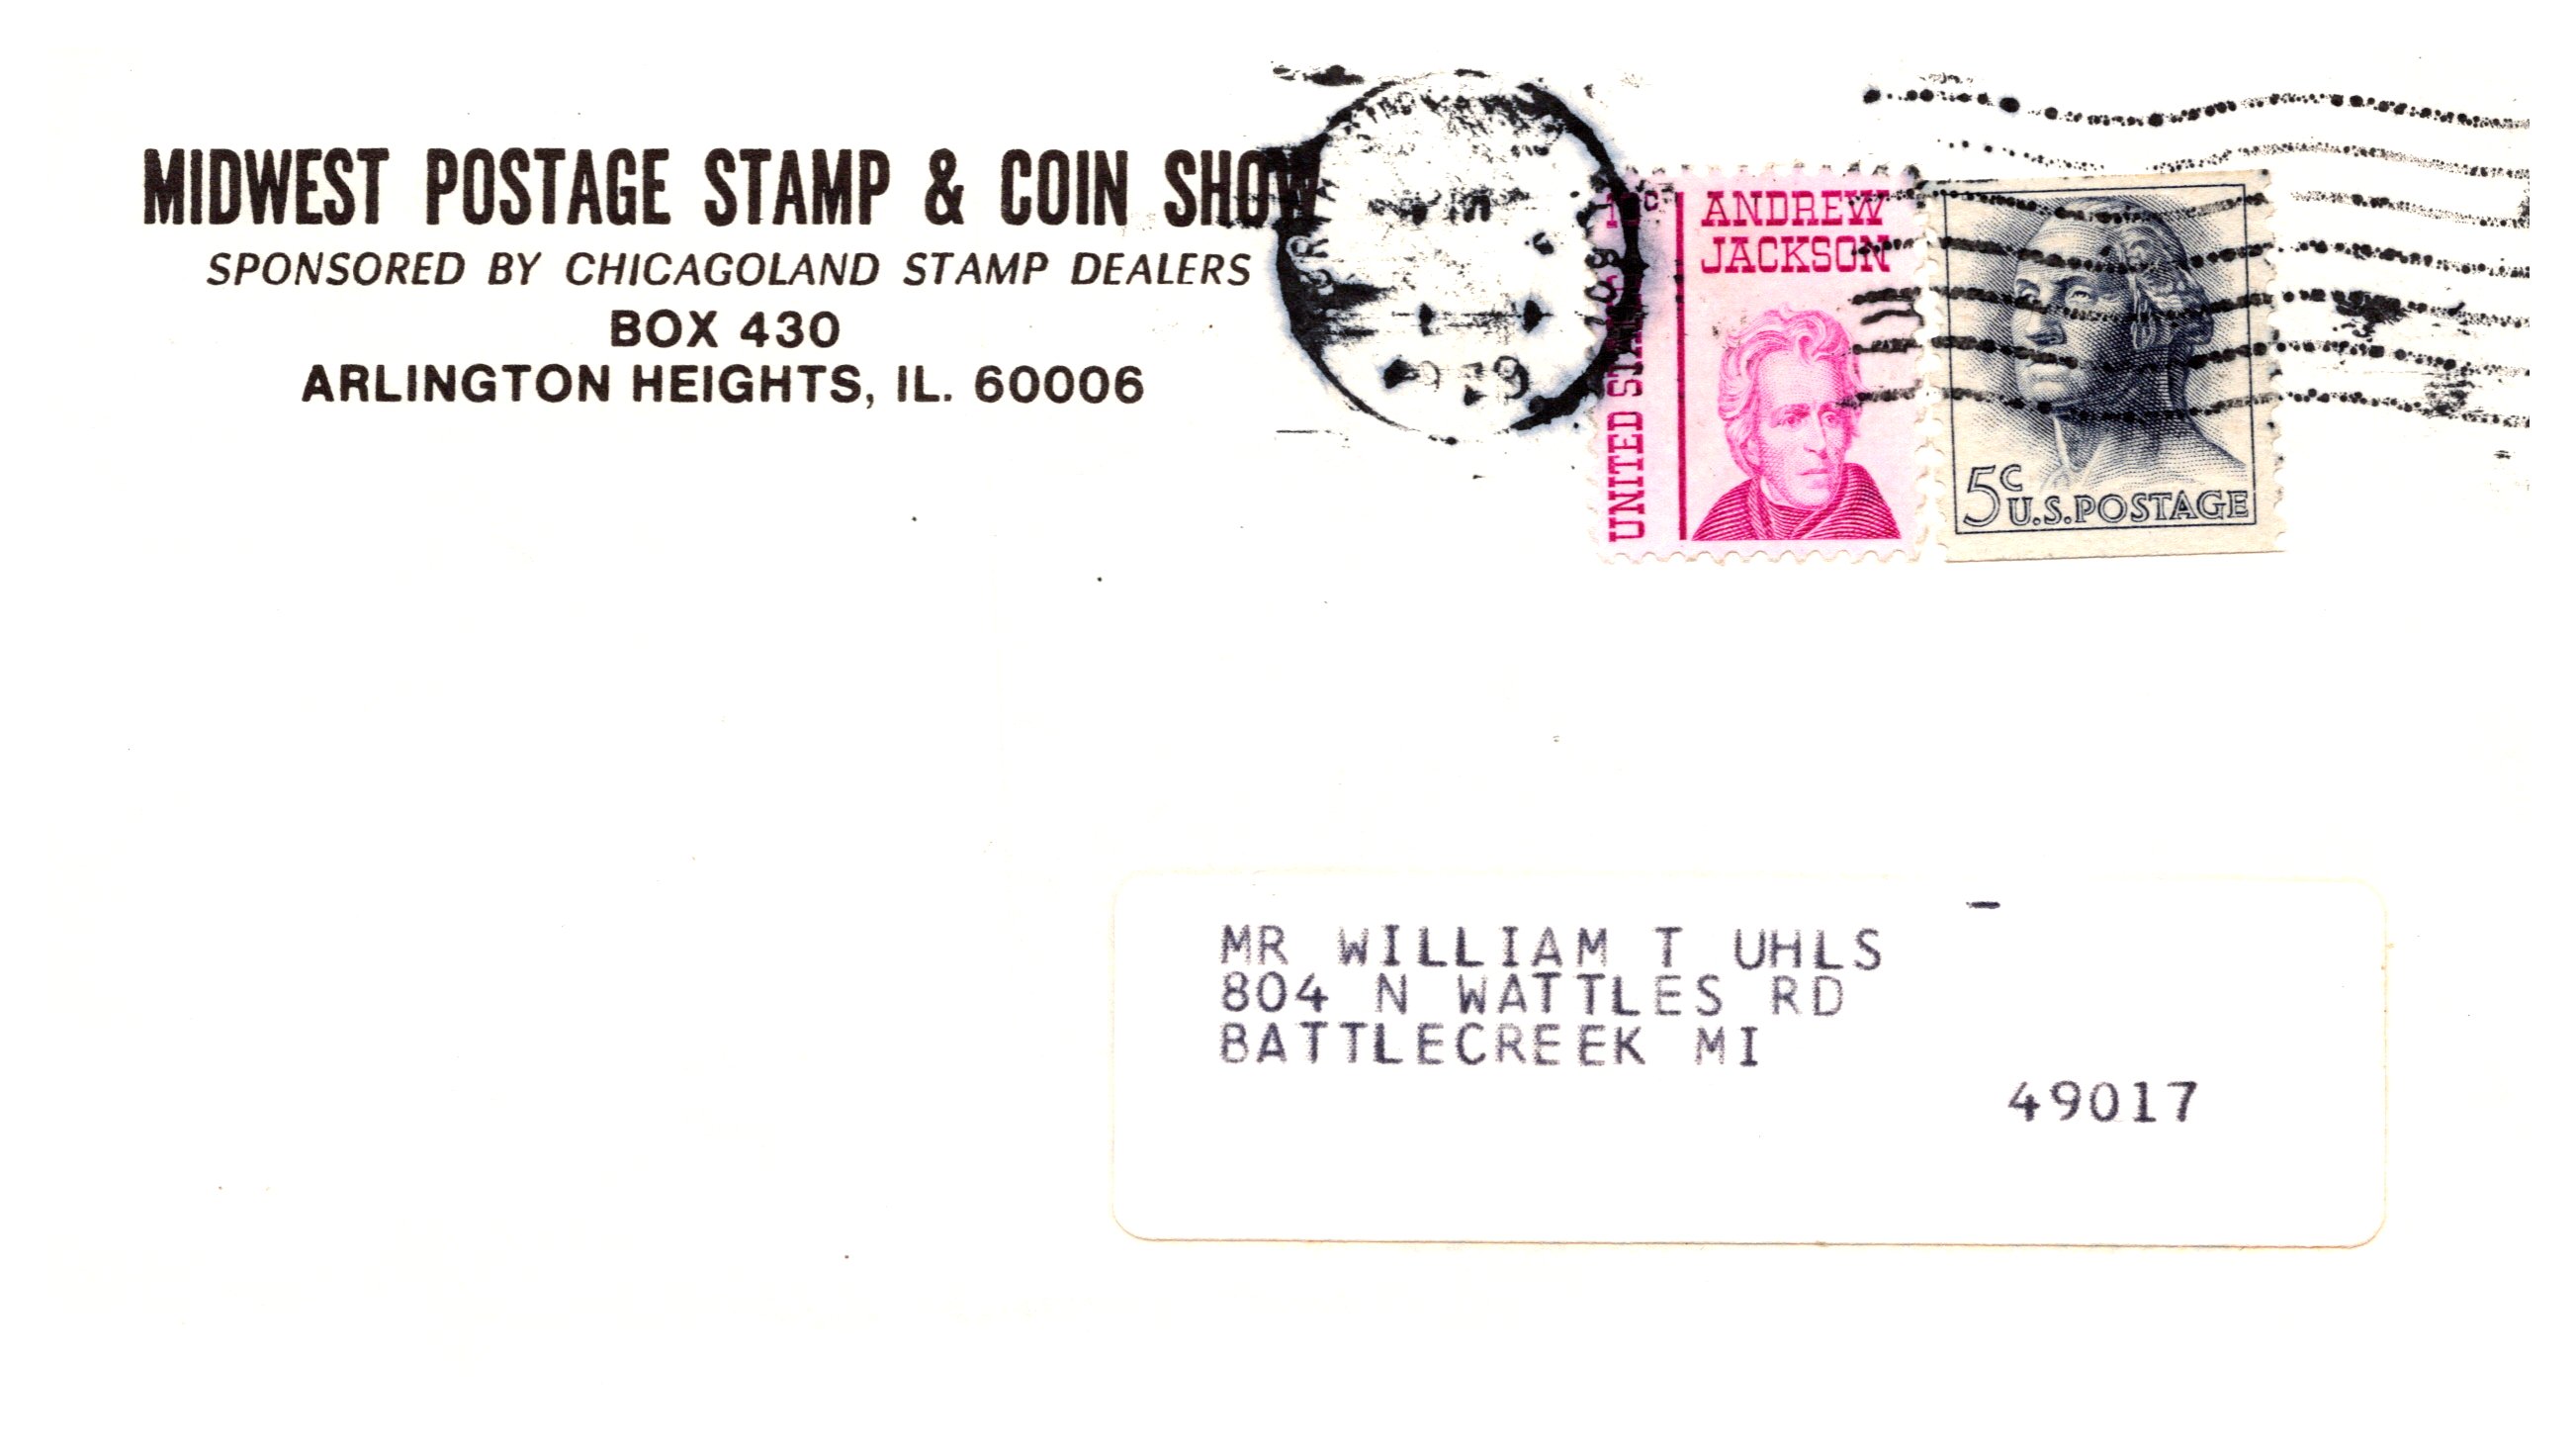 MIDWEST POSTAGE STAMP & COIN SHOW
SPONSORED BY CHICAGOLAND STAMP DEALERS
BOX 430
ARLINGTON HEIGHTS, IL. 60006
ANDREW
JACKSON
UNITED
5c
U.S. POSTAGE
MR WILLIAM T UHLS
804 N WATTLES RD
BATTLECREEK MI
49017